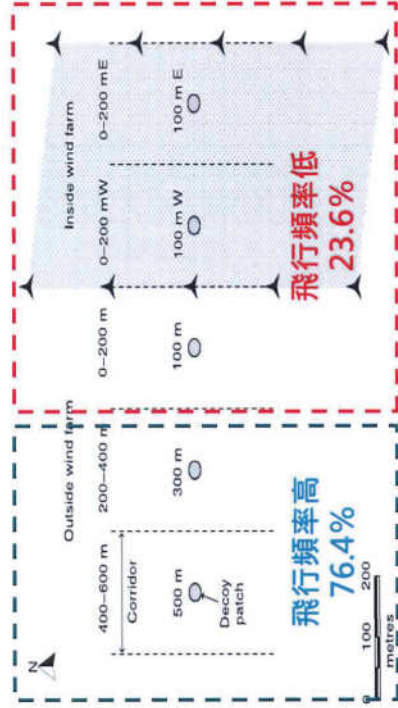 N
Outside wind farm
Inside wind farm
400–600 m
200–400 m
0–200 m
0–200 mW
0–200 mE
Corridor
500 m
300 m
100 m
100 m W
100 m E
Decoy
patch
飛行頻率高
76.4%
飛行頻率低
23.6%
0 100 200
metres